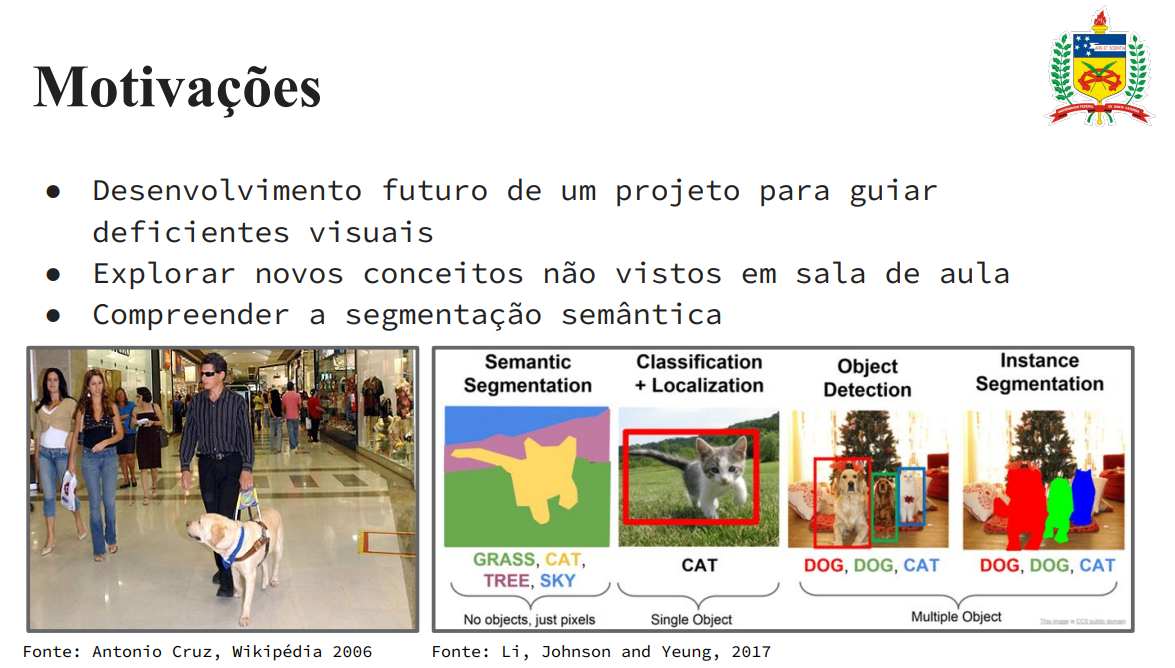 Motivações
● Desenvolvimento futuro de um projeto para guiar
deficientes visuais
● Explorar novos conceitos não vistos em sala de aula
● Compreender a segmentação semântica
Semantic
Segmentation
Classification
+ Localization
Object
Detection
Instance
Segmentation
GRASS, CAT,
TREE, SKY
CAT
DOG, DOG, CAT
DOG, DOG, CAT
No objects, just pixels
Single Object
Multiple Object
This image is CC0 public domain
Fonte: Antonio Cruz, Wikipédia 2006
Fonte: Li, Johnson and Yeung, 2017